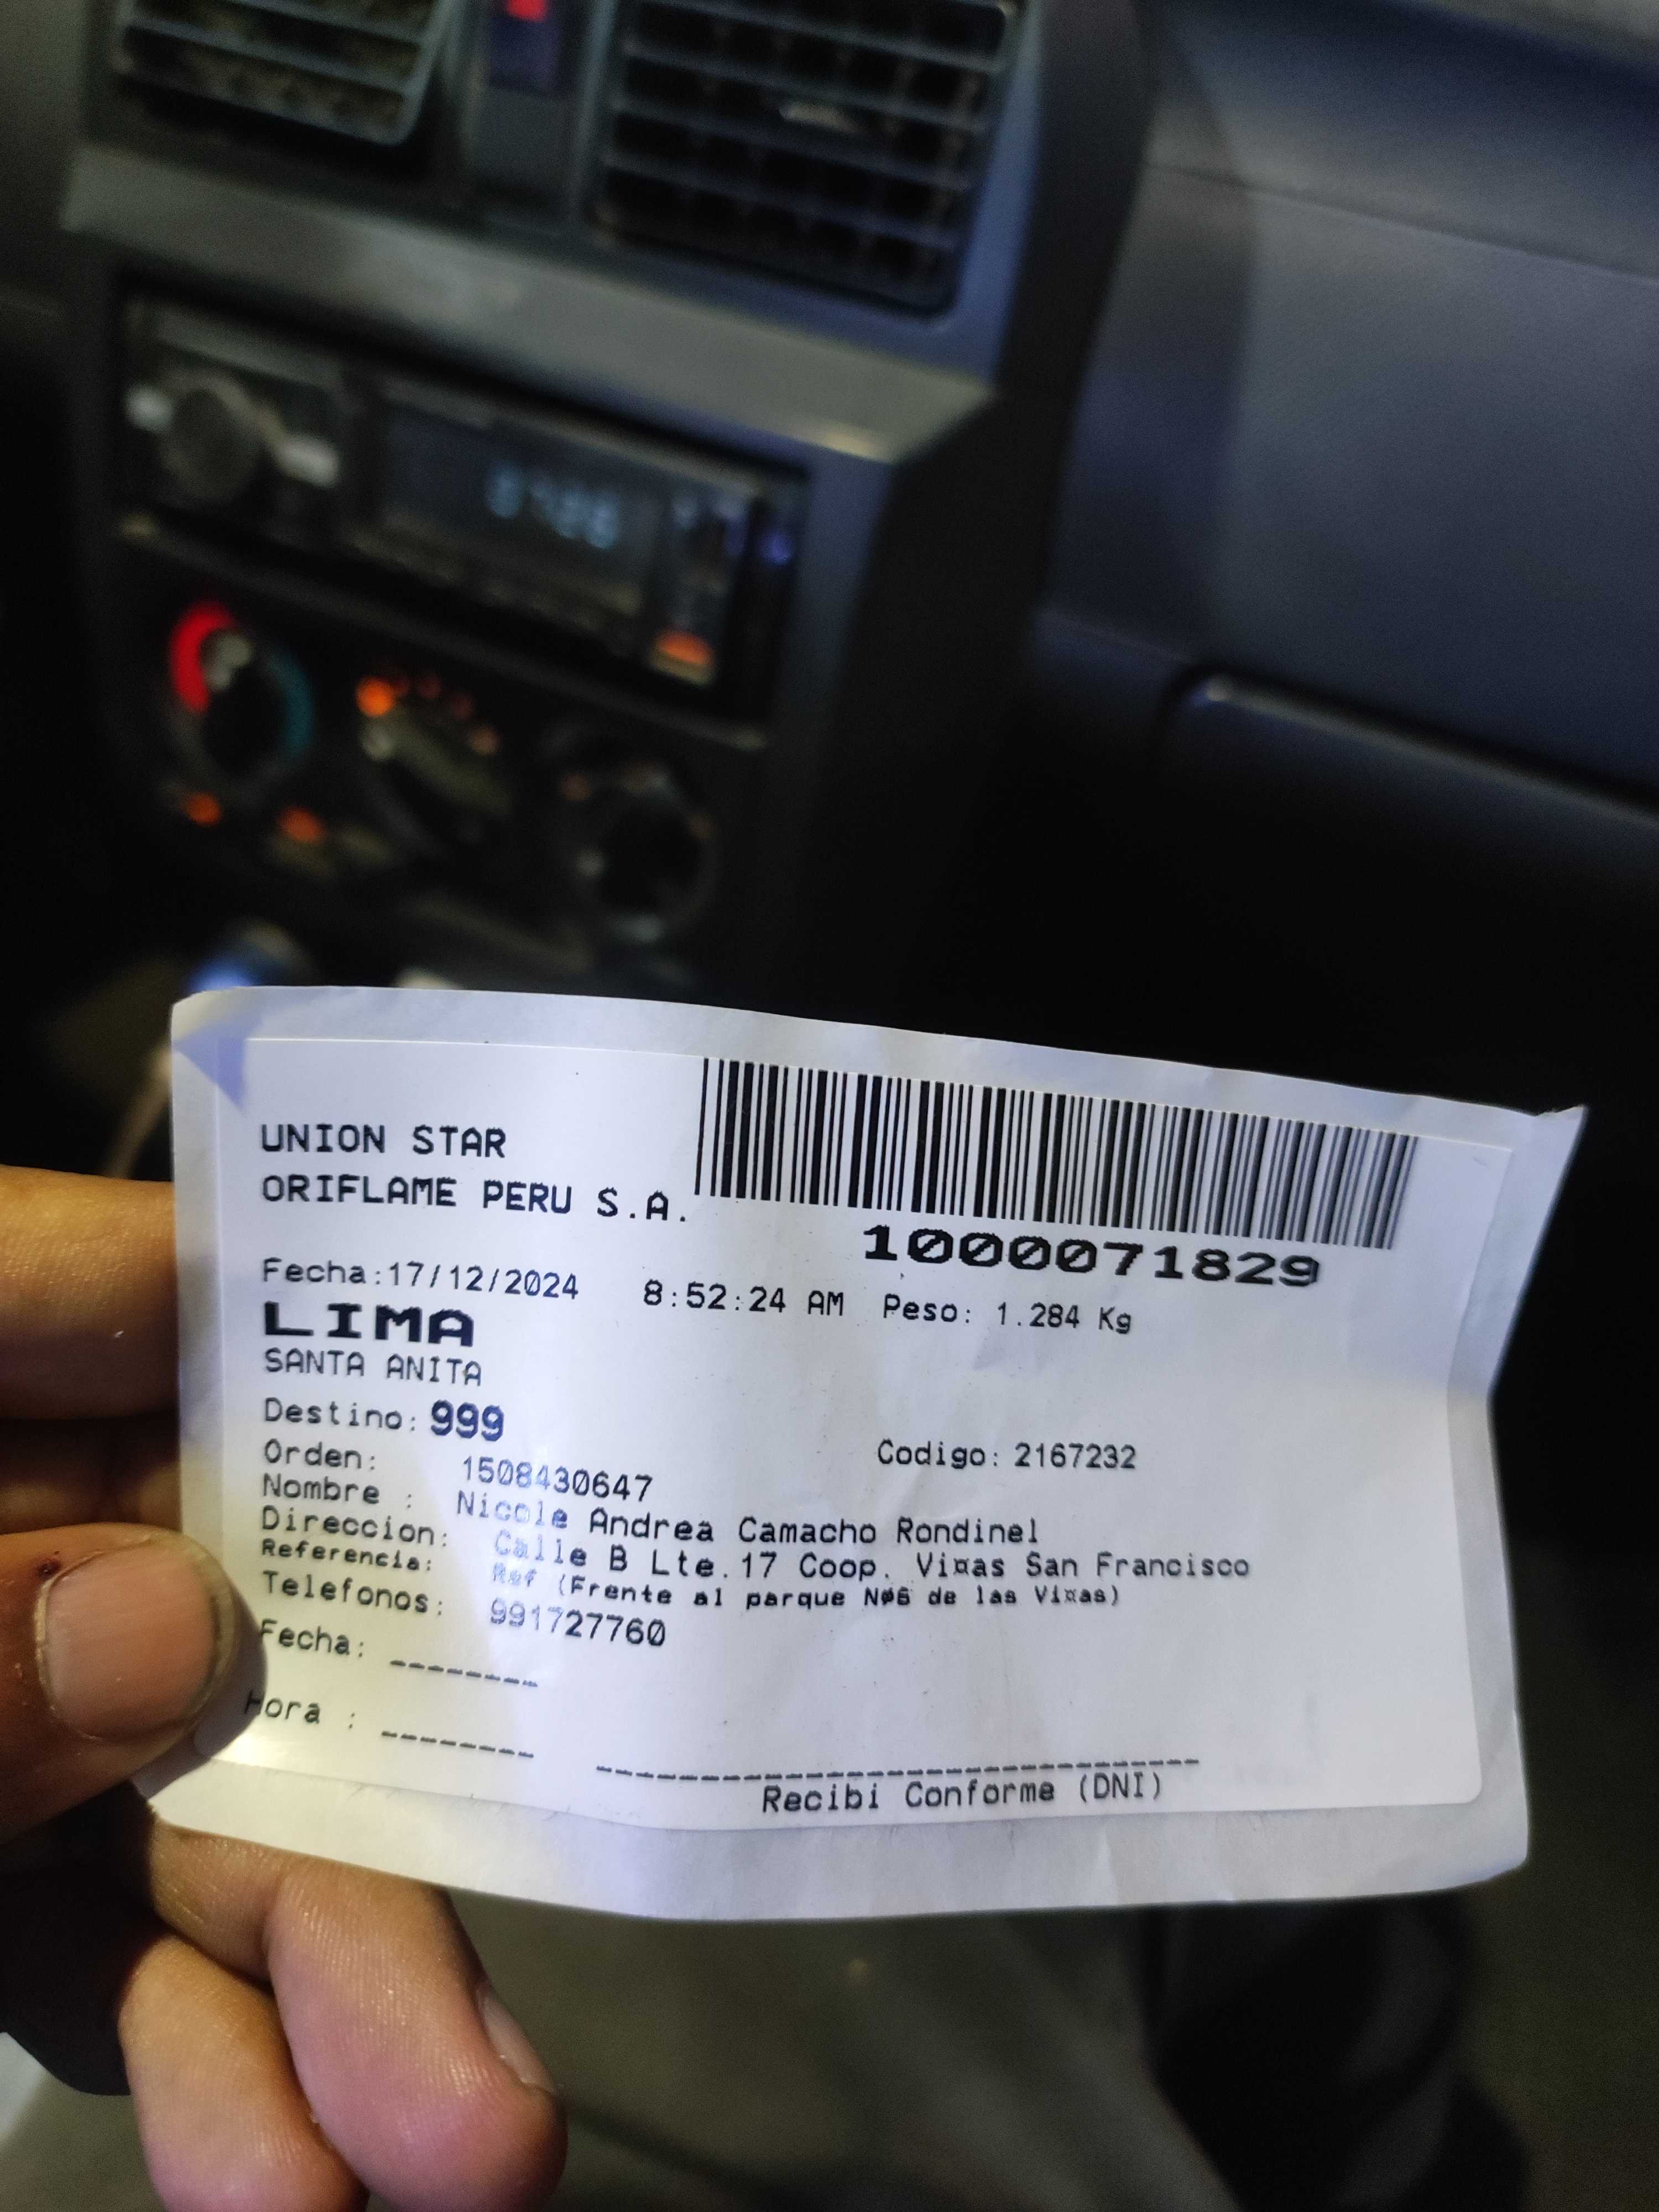 UNION STAR
ORIFLAME PERU S.A.
1000071829
Fecha:17/12/2024 8:52:24 AM Peso: 1.284 Kg
LIMA
SANTA ANITA
Destino: 999
Orden: 1508430647 Codigo: 2167232
Nombre : Nicole Andrea Camacho Rondinel
Direccion: Calle B Lte.17 Coop. Vi¤as San Francisco
Referencia: Ref (Frente al parque Nø6 de las Vi¤as)
Telefonos: 991727760
Fecha: --------
Hora : --------
Recibi Conforme (DNI)